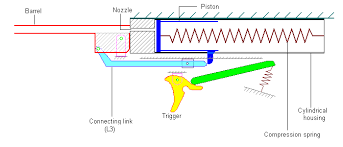 Piston
Barrel
Nozzle
Connecting link
(L3)
Trigger
Cylindrical
housing
Compression spring